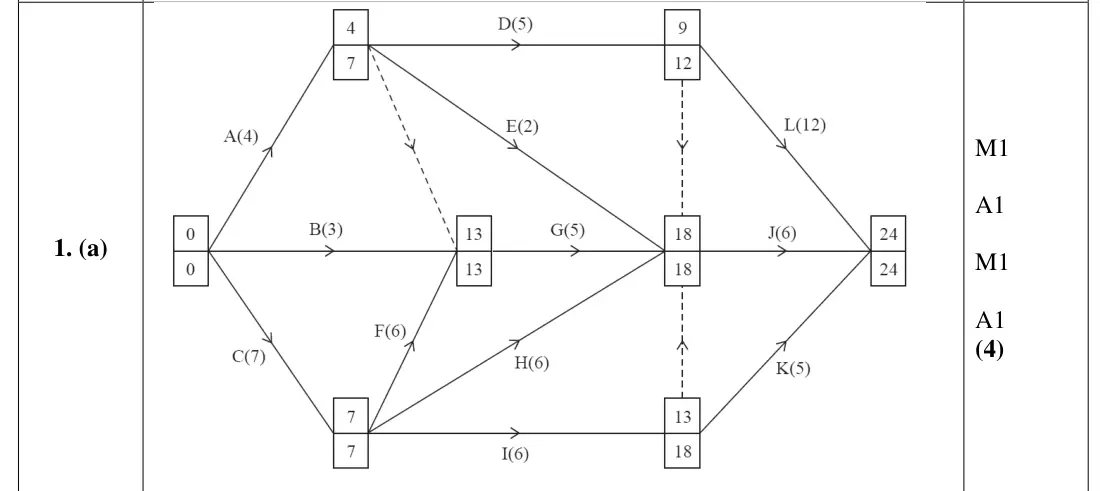 1. (a)
4
7
D(5)
9
12
A(4)
E(2)
L(12)
0
0
B(3)
13
13
G(5)
18
18
J(6)
24
24
C(7)
F(6)
H(6)
K(5)
7
7
I(6)
13
18
M1
A1
M1
A1
(4)